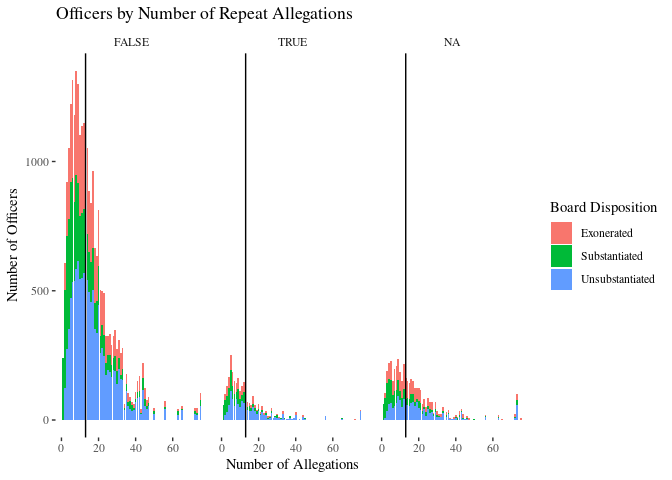 Officers by Number of Repeat Allegations
FALSE TRUE NA
1000
500
0
Number of Officers
0 20 40 60 0 20 40 60 0 20 40 60
Number of Allegations
Board Disposition
Exonerated
Substantiated
Unsubstantiated